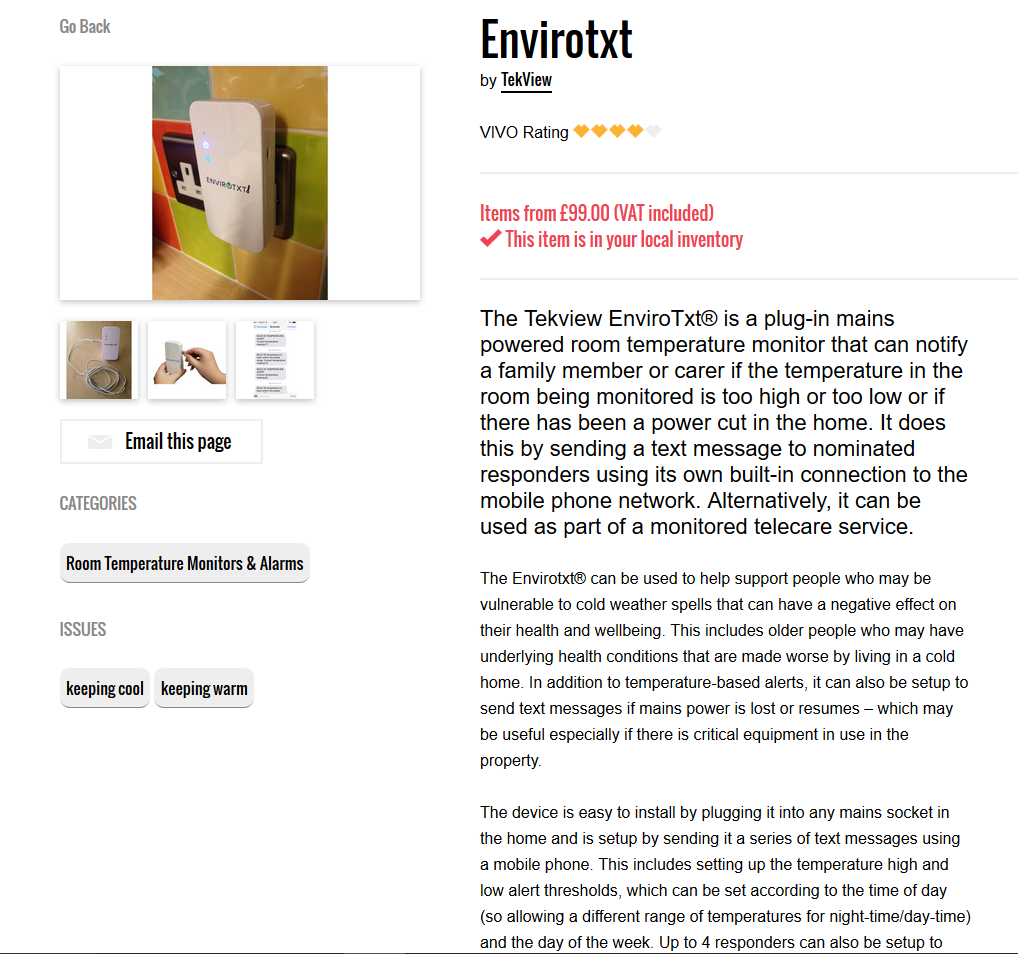 Go Back
ENVIROTXT
Email this page
CATEGORIES
Room Temperature Monitors & Alarms
ISSUES
keeping cool keeping warm
Envirotxt
by TekView
VIVO Rating
Items from £99.00 (VAT included)
This item is in your local inventory
The Tekview EnviroTxt® is a plug-in mains
powered room temperature monitor that can notify
a family member or carer if the temperature in the
room being monitored is too high or too low or if
there has been a power cut in the home. It does
this by sending a text message to nominated
responders using its own built-in connection to the
mobile phone network. Alternatively, it can be
used as part of a monitored telecare service.
The Envirotxt® can be used to help support people who may be
vulnerable to cold weather spells that can have a negative effect on
their health and wellbeing. This includes older people who may have
underlying health conditions that are made worse by living in a cold
home. In addition to temperature-based alerts, it can also be setup to
send text messages if mains power is lost or resumes – which may
be useful especially if there is critical equipment in use in the
property.
The device is easy to install by plugging it into any mains socket in
the home and is setup by sending it a series of text messages using
a mobile phone. This includes setting up the temperature high and
low alert thresholds, which can be set according to the time of day
(so allowing a different range of temperatures for night-time/day-time)
and the day of the week. Up to 4 responders can also be setup to